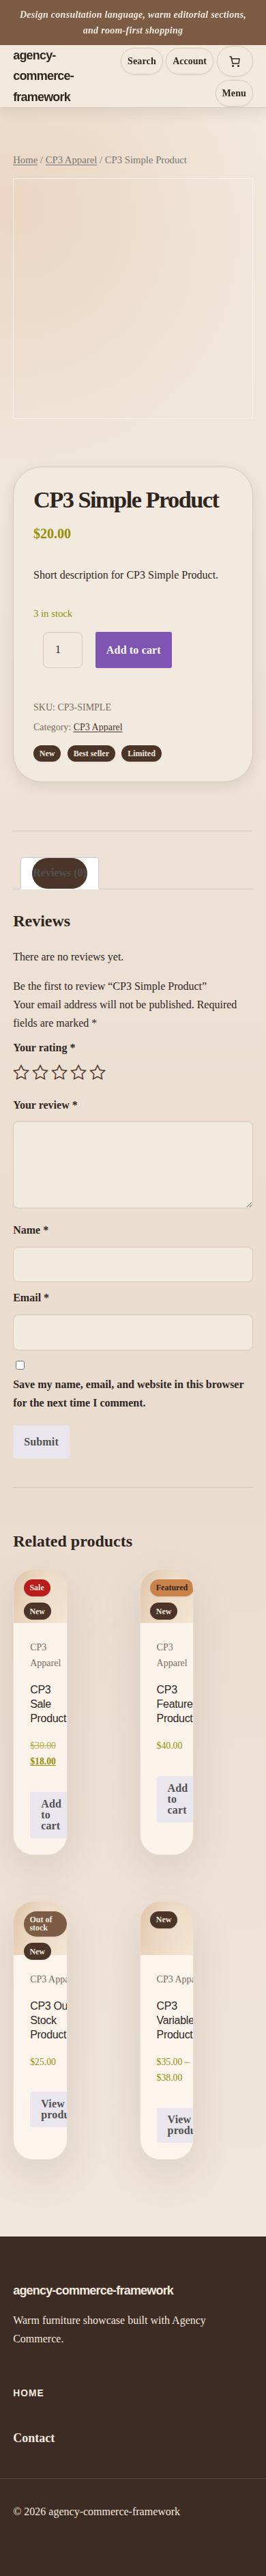 Design consultation language, warm editorial sections,
and room-first shopping
agency-
commerce-
framework
Search
Account
Menu
Home / CP3 Apparel / CP3 Simple Product
CP3 Simple Product
$20.00
Short description for CP3 Simple Product.
3 in stock
1
Add to cart
SKU: CP3-SIMPLE
Category: CP3 Apparel
New
Best seller
Limited
Reviews (0)
Reviews
There are no reviews yet.
Be the first to review “CP3 Simple Product”
Your email address will not be published. Required
fields are marked *
Your rating *
Your review *
Name *
Email *
Save my name, email, and website in this browser
for the next time I comment.
Submit
Related products
Sale
New
CP3
Apparel
CP3
Sale
Product
$30.00
$18.00
Add
to
cart
Featured
New
CP3
Apparel
CP3
Feature
Product
$40.00
Add
to
cart
Out of
stock
New
CP3 Appa
CP3 Ou
Stock
Product
$25.00
View
produ
New
CP3 Appa
CP3
Variable
Product
$35.00 –
$38.00
View
produ
agency-commerce-framework
Warm furniture showcase built with Agency
Commerce.
HOME
Contact
© 2026 agency-commerce-framework